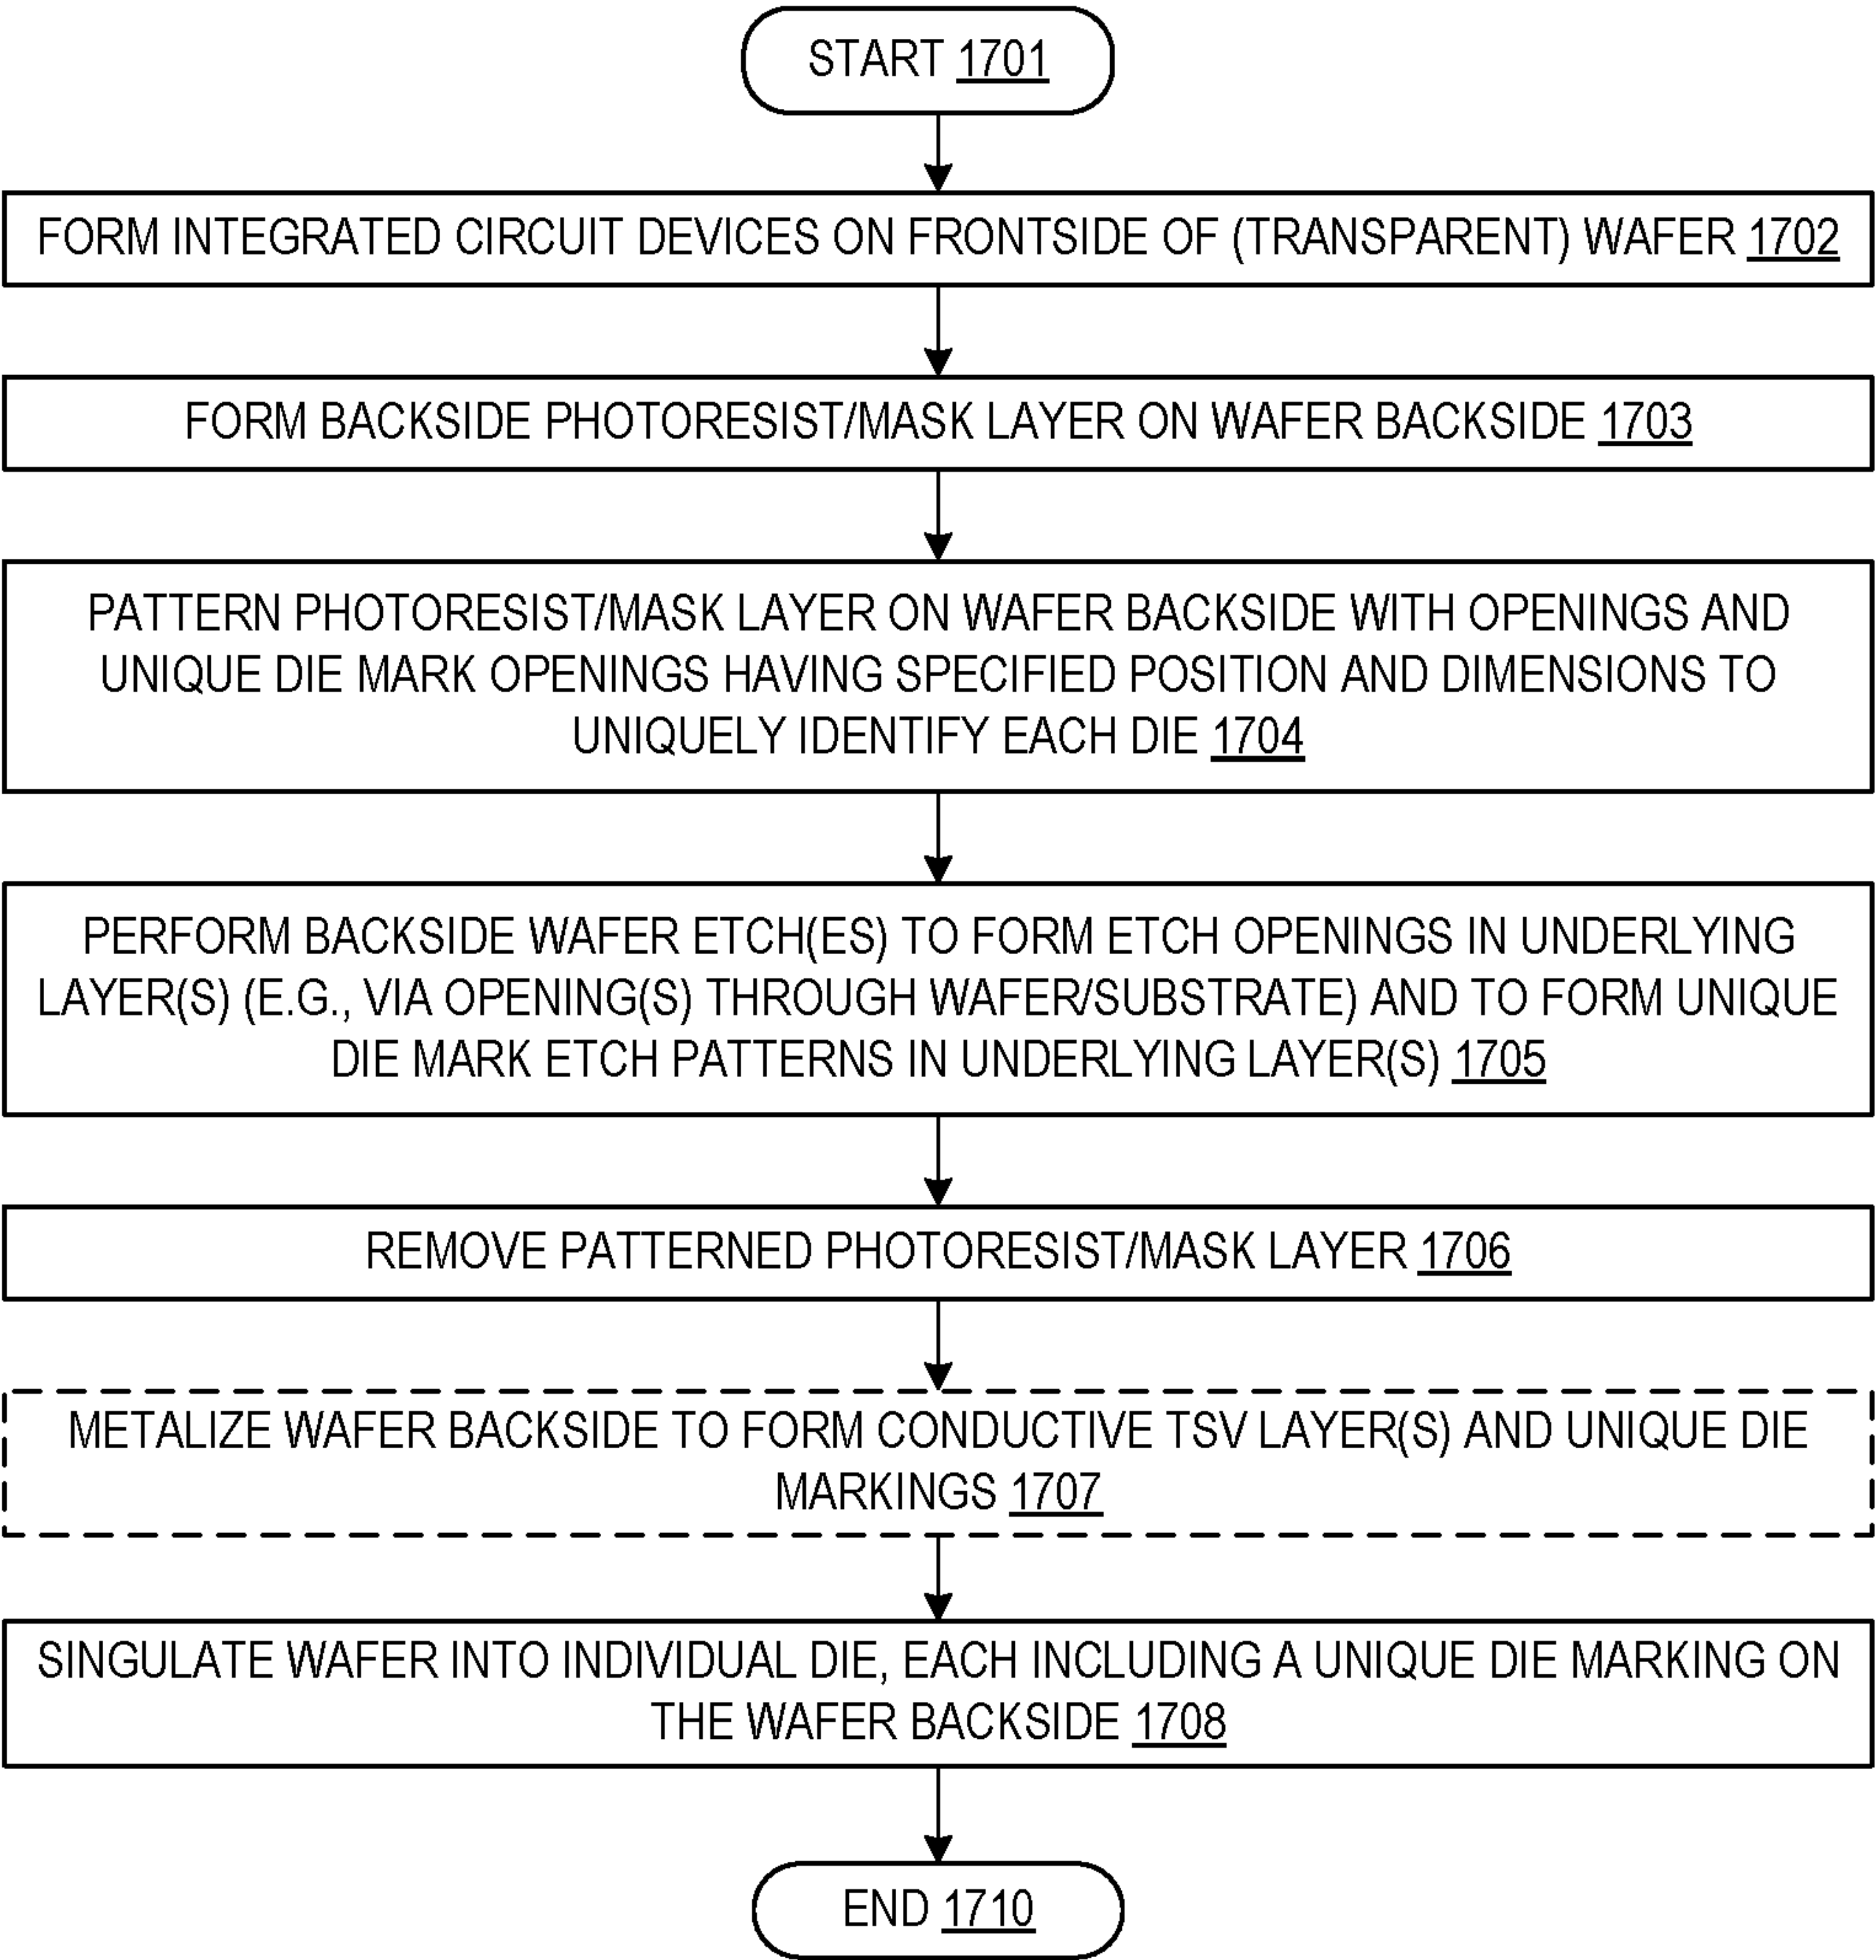 START 1701
FORM INTEGRATED CIRCUIT DEVICES ON FRONTSIDE OF (TRANSPARENT) WAFER 1702
FORM BACKSIDE PHOTORESIST/MASK LAYER ON WAFER BACKSIDE 1703
PATTERN PHOTORESIST/MASK LAYER ON WAFER BACKSIDE WITH OPENINGS AND
UNIQUE DIE MARK OPENINGS HAVING SPECIFIED POSITION AND DIMENSIONS TO
UNIQUELY IDENTIFY EACH DIE 1704
PERFORM BACKSIDE WAFER ETCH(ES) TO FORM ETCH OPENINGS IN UNDERLYING
LAYER(S) (E.G., VIA OPENING(S) THROUGH WAFER/SUBSTRATE) AND TO FORM UNIQUE
DIE MARK ETCH PATTERNS IN UNDERLYING LAYER(S) 1705
REMOVE PATTERNED PHOTORESIST/MASK LAYER 1706
METALIZE WAFER BACKSIDE TO FORM CONDUCTIVE TSV LAYER(S) AND UNIQUE DIE
MARKINGS 1707
SINGULATE WAFER INTO INDIVIDUAL DIE, EACH INCLUDING A UNIQUE DIE MARKING ON
THE WAFER BACKSIDE 1708
END 1710